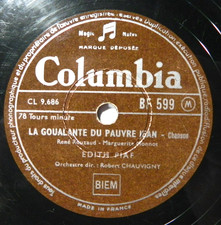 Magic Notes
MARQUE DÉPOSÉE
Columbia
CL 9.686
BF 599 (M)
78 Tours minute
LA GOUALANTE DU PAUVRE JEAN - Chanson
René Rouzaud - Marguerite Monnot
EDITH PIAF
Orchestre dir : Robert CHAUVIGNY
BIEM
MADE IN FRANCE